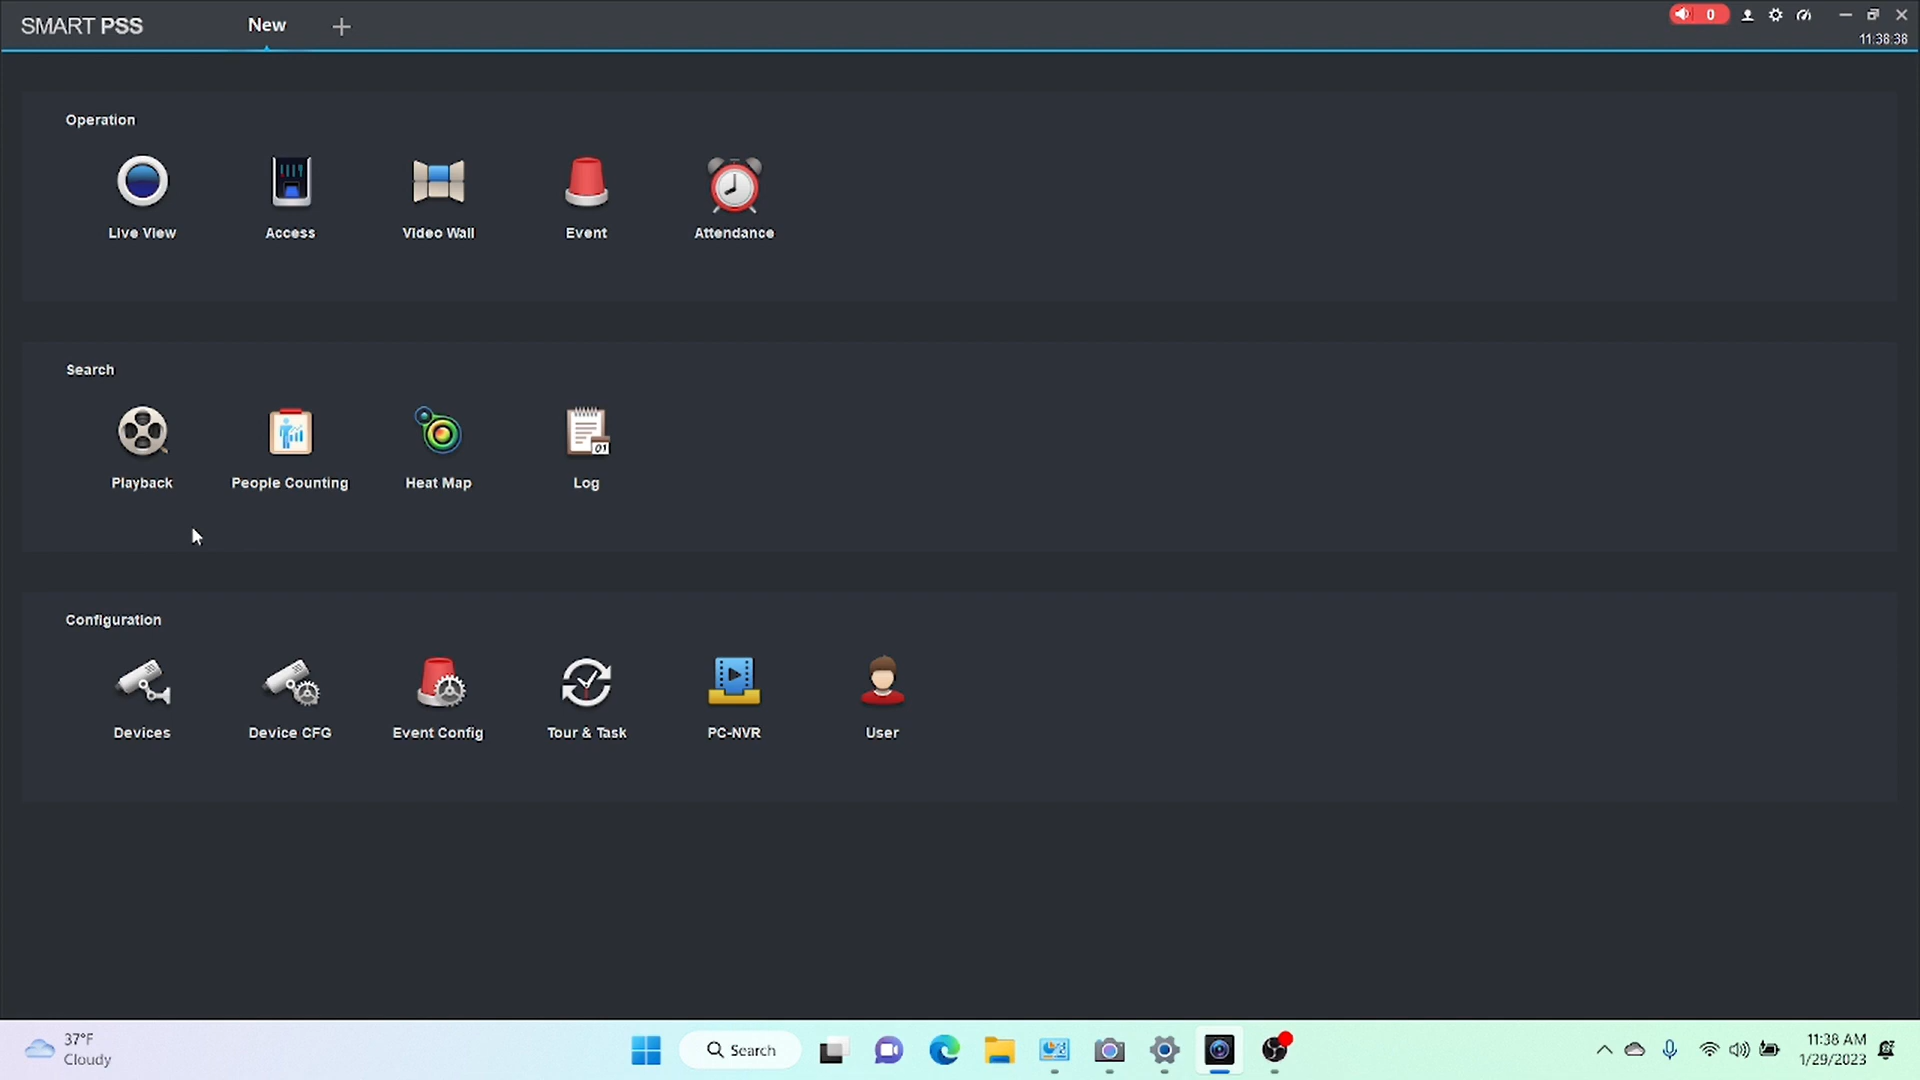 SMART PSS
New
0
11:38:38
Operation
Live View
Access
Video Wall
Event
Attendance
Search
Playback
People Counting
Heat Map
01
Log
Configuration
Devices
Device CFG
Event Config
Tour & Task
PC-NVR
User
37°F
Cloudy
Search
11:38 AM
1/29/2023